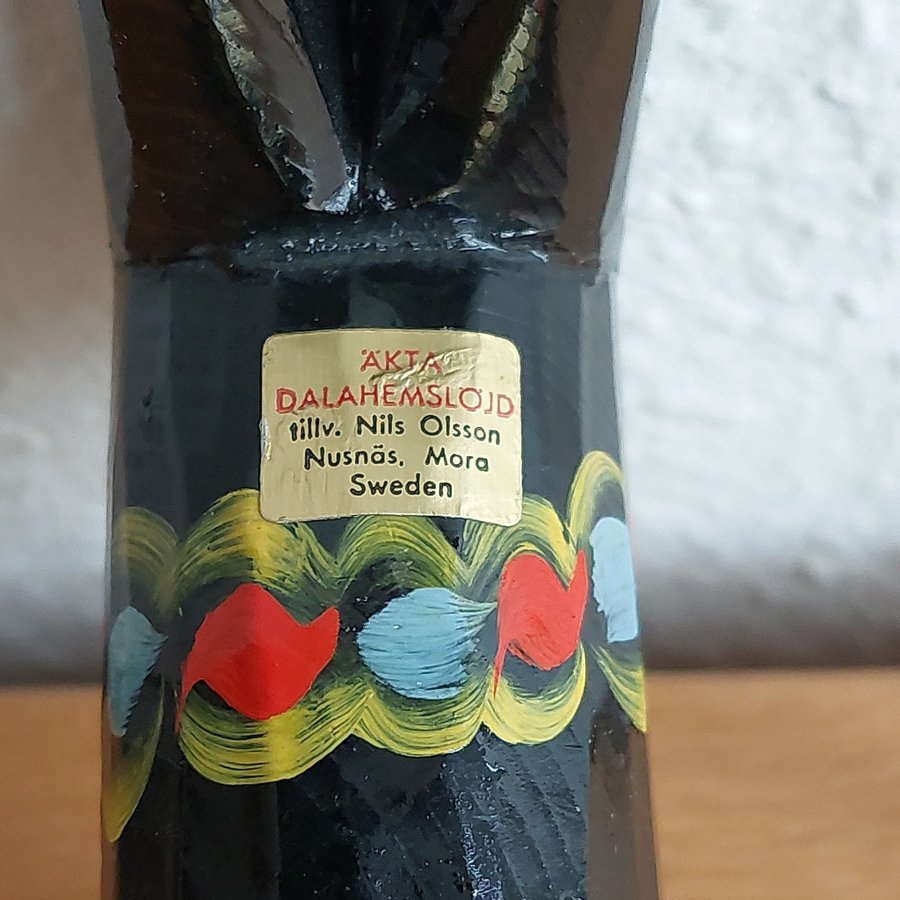 ÄKTA
DALAHEMSLÖJD
tillv. Nils Olsson
Nusnäs, Mora
Sweden